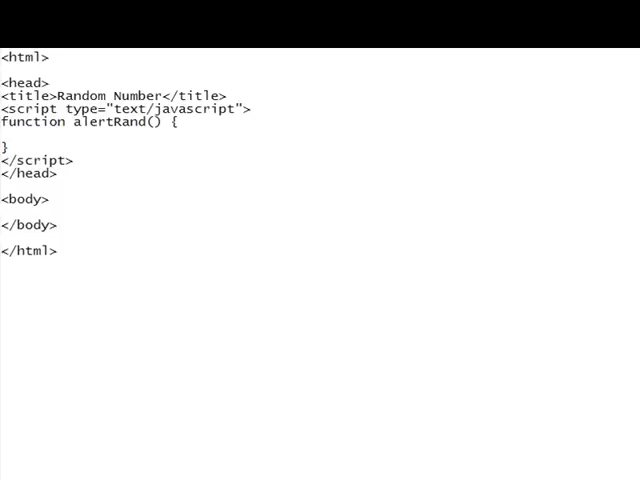 <html>
<head>
<title>Random Number</title>
<script type="text/javascript">
function alertRand() {
}
</script>
</head>
<body>
</body>
</html>